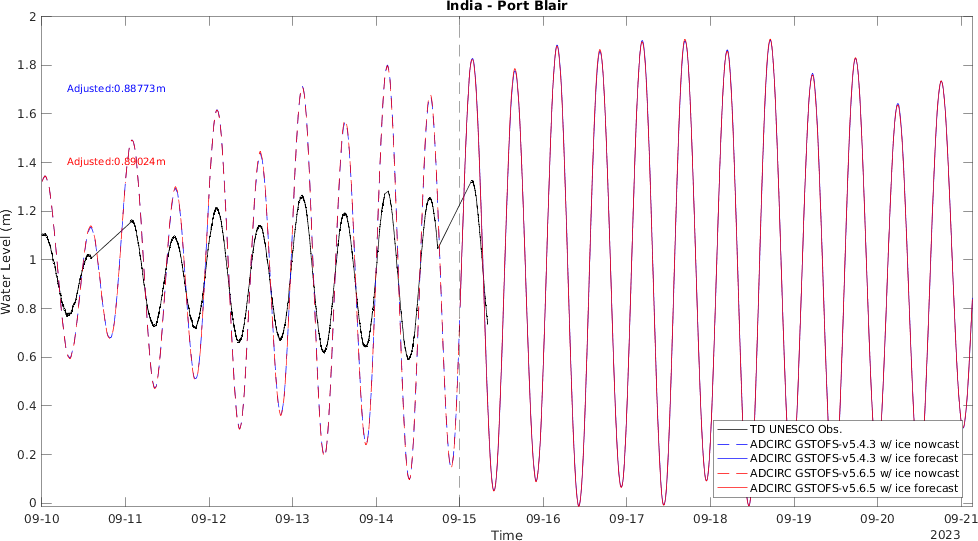 India - Port Blair
2
1.8
1.6
1.4
1.2
1
0.8
0.6
0.4
0.2
0
Water Level (m)
Adjusted:0.88773m
Adjusted:0.89024m
TD UNESCO Obs.
ADCIRC GSTOFS-v5.4.3 w/ ice nowcast
ADCIRC GSTOFS-v5.4.3 w/ ice forecast
ADCIRC GSTOFS-v5.6.5 w/ ice nowcast
ADCIRC GSTOFS-v5.6.5 w/ ice forecast
09-10 09-11 09-12 09-13 09-14 09-15 09-16 09-17 09-18 09-19 09-20 09-21
Time
2023